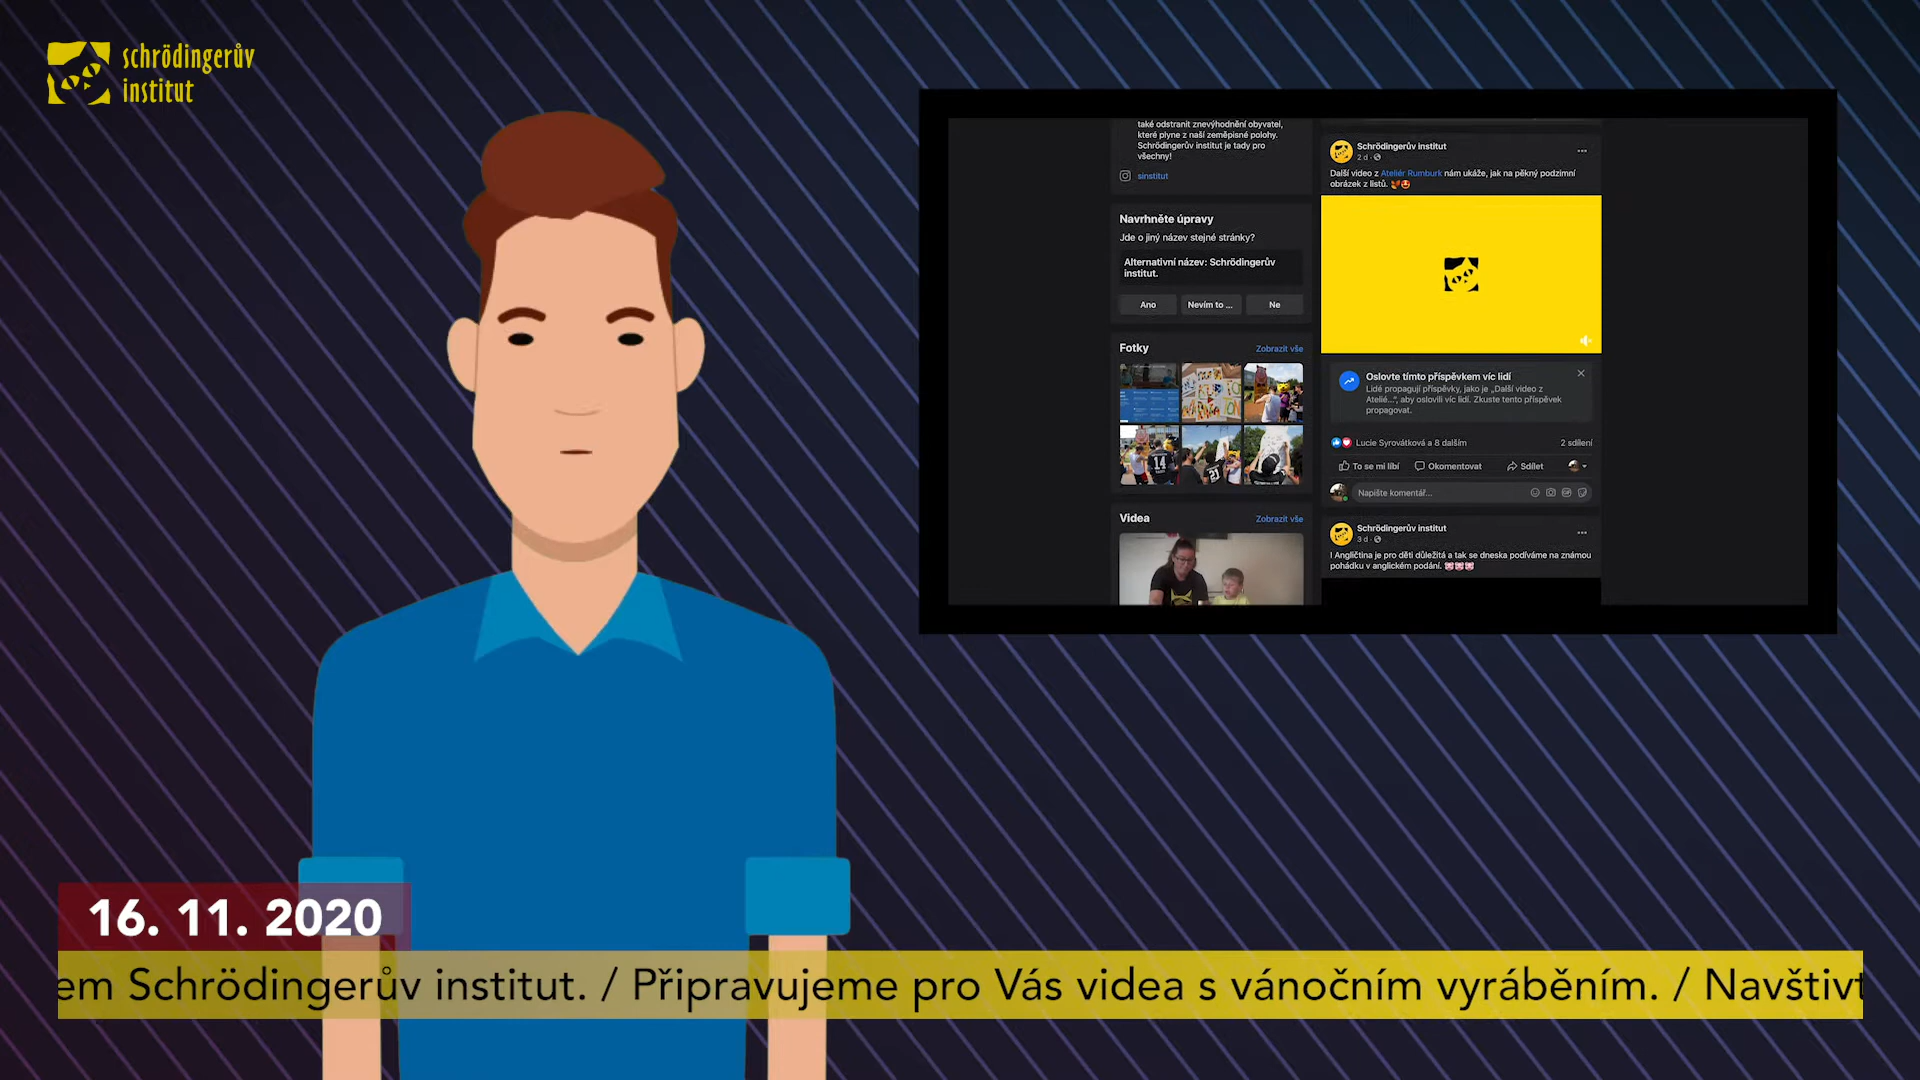 schrödingerův
institut
také odstranit znevýhodnění obyvatel,
které plyne z naší zeměpisné polohy.
Schrödingerův institut je tady pro
všechny!
sinstitut
Navrhněte úpravy
Jde o jiný název stejné stránky?
Alternativní název: Schrödingerův
institut.
Ano
Nevím to ...
Ne
Fotky
Zobrazit vše
Videa
Zobrazit vše
Schrödingerův institut
2 d ·
Další video z Ateliér Rumburk nám ukáže, jak na pěkný podzimní
obrázek z listů.
Oslovte tímto příspěvkem víc lidí
Lidé propagují příspěvky, jako je „Další video z
Atelié...“, aby oslovili víc lidí. Zkuste tento příspěvek
propagovat.
Lucie Syrovátková a 8 dalším
2 sdílení
To se mi líbí
Okomentovat
Sdílet
Napište komentář...
Schrödingerův institut
3 d ·
I Angličtina je pro děti důležitá a tak se dneska podíváme na známou
pohádku v anglickém podání.
16. 11. 2020
em Schrödingerův institut. / Připravujeme pro Vás videa s vánočním vyráběním. / Navštivt